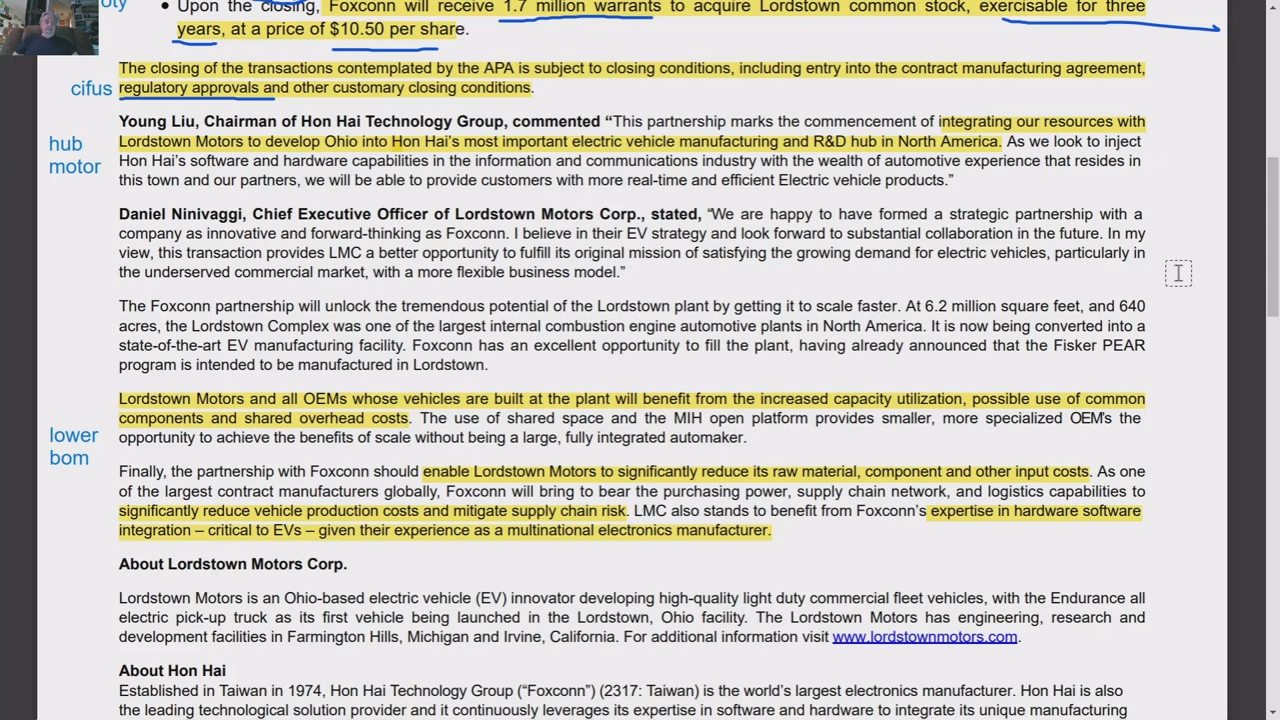 oty
• Upon the closing, Foxconn will receive 1.7 million warrants to acquire Lordstown common stock, exercisable for three
years, at a price of $10.50 per share.
The closing of the transactions contemplated by the APA is subject to closing conditions, including entry into the contract manufacturing agreement,
cifus regulatory approvals and other customary closing conditions.
Young Liu, Chairman of Hon Hai Technology Group, commented “This partnership marks the commencement of integrating our resources with
hub
Lordstown Motors to develop Ohio into Hon Hai’s most important electric vehicle manufacturing and R&D hub in North America. As we look to inject
motor
Hon Hai’s software and hardware capabilities in the information and communications industry with the wealth of automotive experience that resides in
this town and our partners, we will be able to provide customers with more real-time and efficient Electric vehicle products.”
Daniel Ninivaggi, Chief Executive Officer of Lordstown Motors Corp., stated, “We are happy to have formed a strategic partnership with a
company as innovative and forward-thinking as Foxconn. I believe in their EV strategy and look forward to substantial collaboration in the future. In my
view, this transaction provides LMC a better opportunity to fulfill its original mission of satisfying the growing demand for electric vehicles, particularly in
the underserved commercial market, with a more flexible business model.”
The Foxconn partnership will unlock the tremendous potential of the Lordstown plant by getting it to scale faster. At 6.2 million square feet, and 640
acres, the Lordstown Complex was one of the largest internal combustion engine automotive plants in North America. It is now being converted into a
state-of-the-art EV manufacturing facility. Foxconn has an excellent opportunity to fill the plant, having already announced that the Fisker PEAR
program is intended to be manufactured in Lordstown.
Lordstown Motors and all OEMs whose vehicles are built at the plant will benefit from the increased capacity utilization, possible use of common
components and shared overhead costs. The use of shared space and the MIH open platform provides smaller, more specialized OEM’s the
lower
opportunity to achieve the benefits of scale without being a large, fully integrated automaker.
bom
Finally, the partnership with Foxconn should enable Lordstown Motors to significantly reduce its raw material, component and other input costs. As one
of the largest contract manufacturers globally, Foxconn will bring to bear the purchasing power, supply chain network, and logistics capabilities to
significantly reduce vehicle production costs and mitigate supply chain risk. LMC also stands to benefit from Foxconn’s expertise in hardware software
integration – critical to EVs – given their experience as a multinational electronics manufacturer.
About Lordstown Motors Corp.
Lordstown Motors is an Ohio-based electric vehicle (EV) innovator developing high-quality light duty commercial fleet vehicles, with the Endurance all
electric pick-up truck as its first vehicle being launched in the Lordstown, Ohio facility. The Lordstown Motors has engineering, research and
development facilities in Farmington Hills, Michigan and Irvine, California. For additional information visit www.lordstownmotors.com.
About Hon Hai
Established in Taiwan in 1974, Hon Hai Technology Group (“Foxconn”) (2317: Taiwan) is the world’s largest electronics manufacturer. Hon Hai is also
the leading technological solution provider and it continuously leverages its expertise in software and hardware to integrate its unique manufacturing